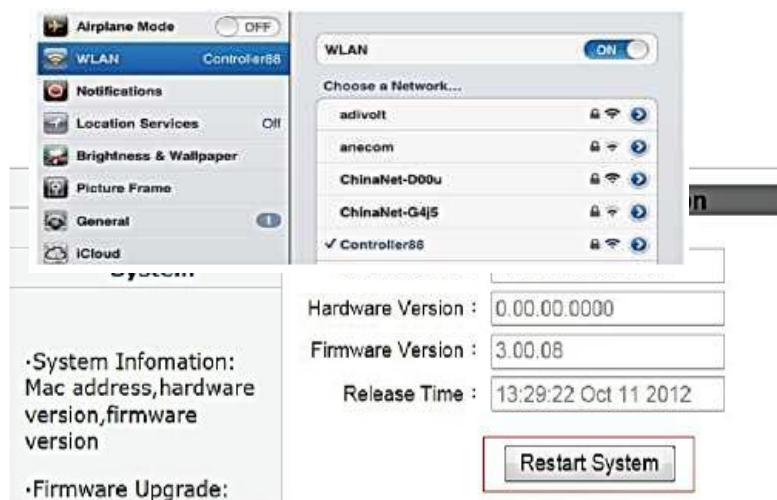 Airplane Mode OFF
WLAN Controller88
Notifications
Location Services Off
Brightness & Wallpaper
Picture Frame
General 1
iCloud
WLAN ON
Choose a Network...
adivolt
anecom
ChinaNet-D00u
ChinaNet-G4j5
✓ Controller88
System
·System Infomation:
Mac address,hardware
version,firmware
version
·Firmware Upgrade:
Hardware Version : 0.00.00.0000
Firmware Version : 3.00.08
Release Time : 13:29:22 Oct 11 2012
Restart System